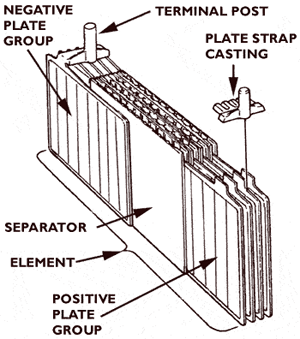 NEGATIVE
PLATE
GROUP
TERMINAL POST
PLATE STRAP
CASTING
SEPARATOR
ELEMENT
POSITIVE
PLATE
GROUP